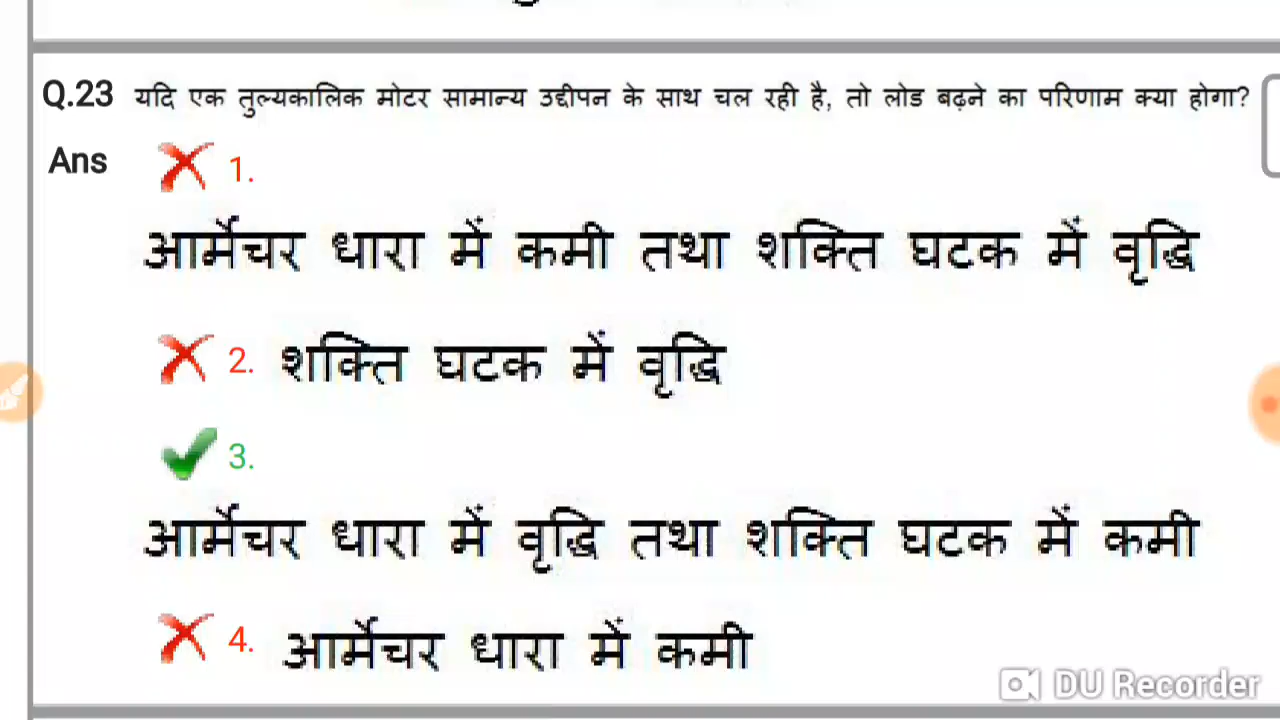 Q.23 यदि एक तुल्यकालिक मोटर सामान्य उद्दीपन के साथ चल रही है, तो लोड बढ़ने का परिणाम क्या होगा?
Ans 1.
आर्मेचर धारा में कमी तथा शक्ति घटक में वृद्धि
2. शक्ति घटक में वृद्धि
3.
आर्मेचर धारा में वृद्धि तथा शक्ति घटक में कमी
4. आर्मेचर धारा में कमी
DU Recorder